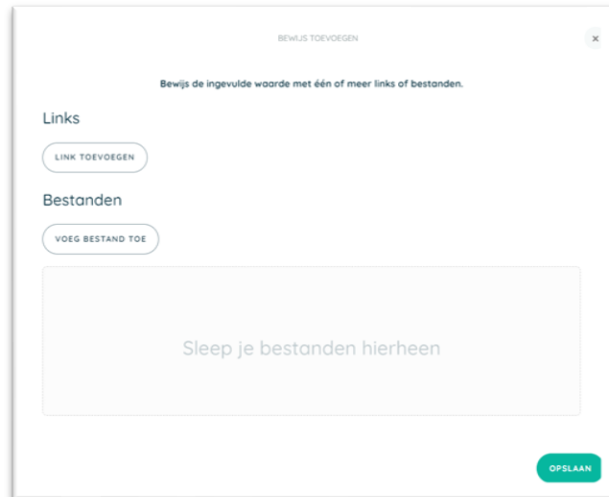 BEWIJS TOEVOEGEN
×
Bewijs de ingevulde waarde met één of meer links of bestanden.
Links
LINK TOEVOEGEN
Bestanden
VOEG BESTAND TOE
Sleep je bestanden hierheen
OPSLAAN